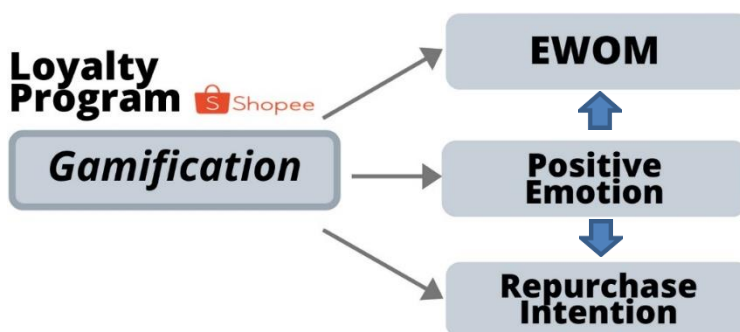 Loyalty
Program
S Shopee
Gamification
EWOM
Positive
Emotion
Repurchase
Intention